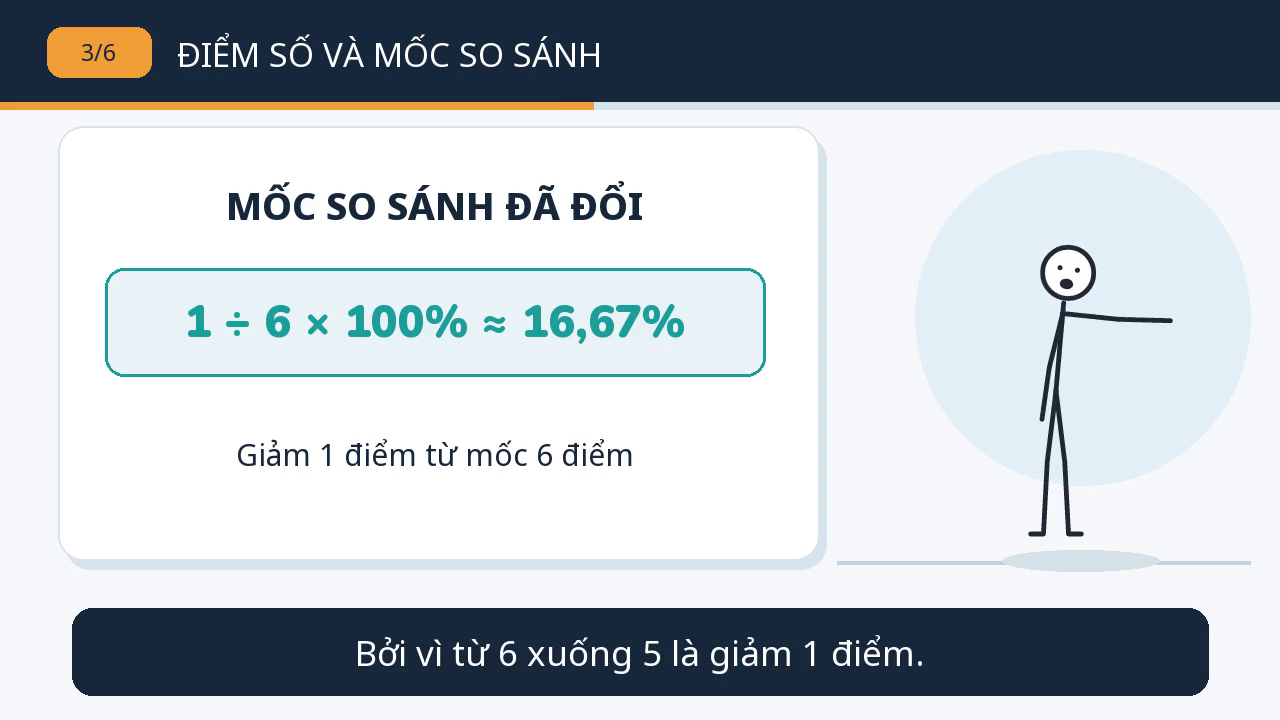 3/6
ĐIỂM SỐ VÀ MỐC SO SÁNH
MỐC SO SÁNH ĐÃ ĐỔI
1 ÷ 6 × 100% ≈ 16,67%
Giảm 1 điểm từ mốc 6 điểm
Bởi vì từ 6 xuống 5 là giảm 1 điểm.